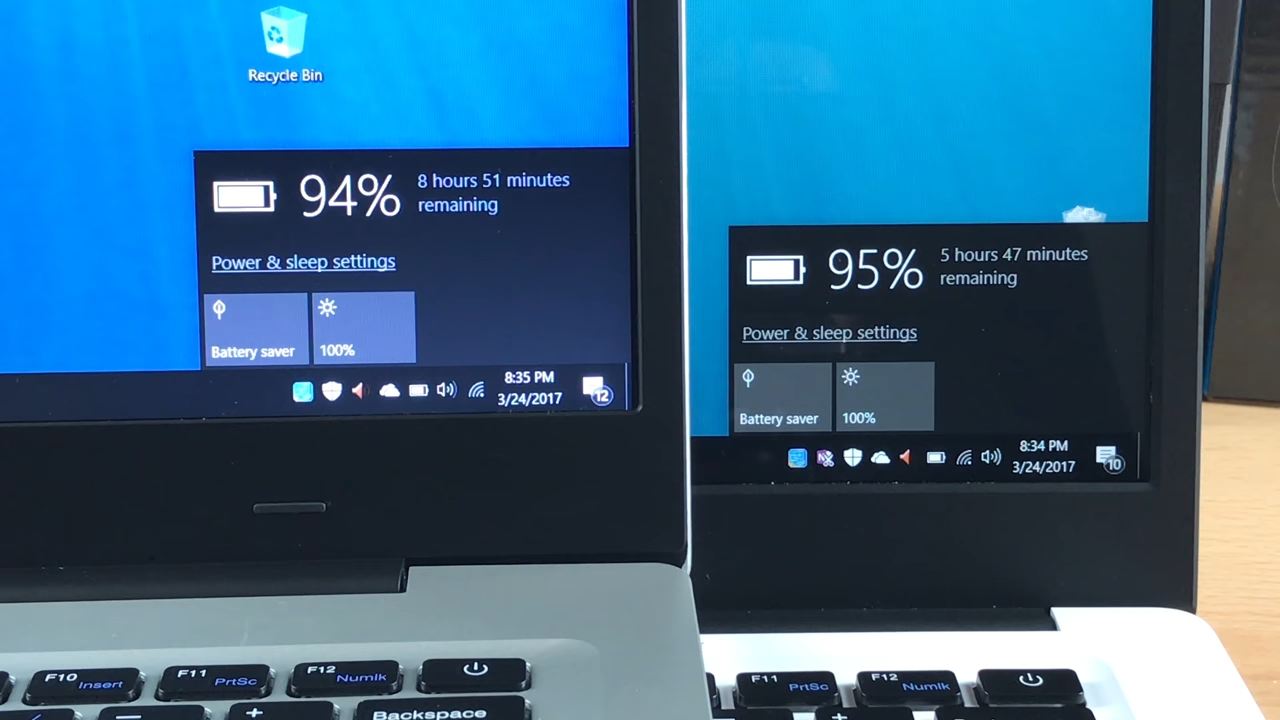 Recycle Bin
94%
8 hours 51 minutes
remaining
Power & sleep settings
Battery saver
100%
8:35 PM
3/24/2017
12
F10 Insert
F11 PrtSc
F12 Numlk
Backspace
95%
5 hours 47 minutes
remaining
Power & sleep settings
Battery saver
100%
8:34 PM
3/24/2017
10
F11 PrtSc
F12 Numlk